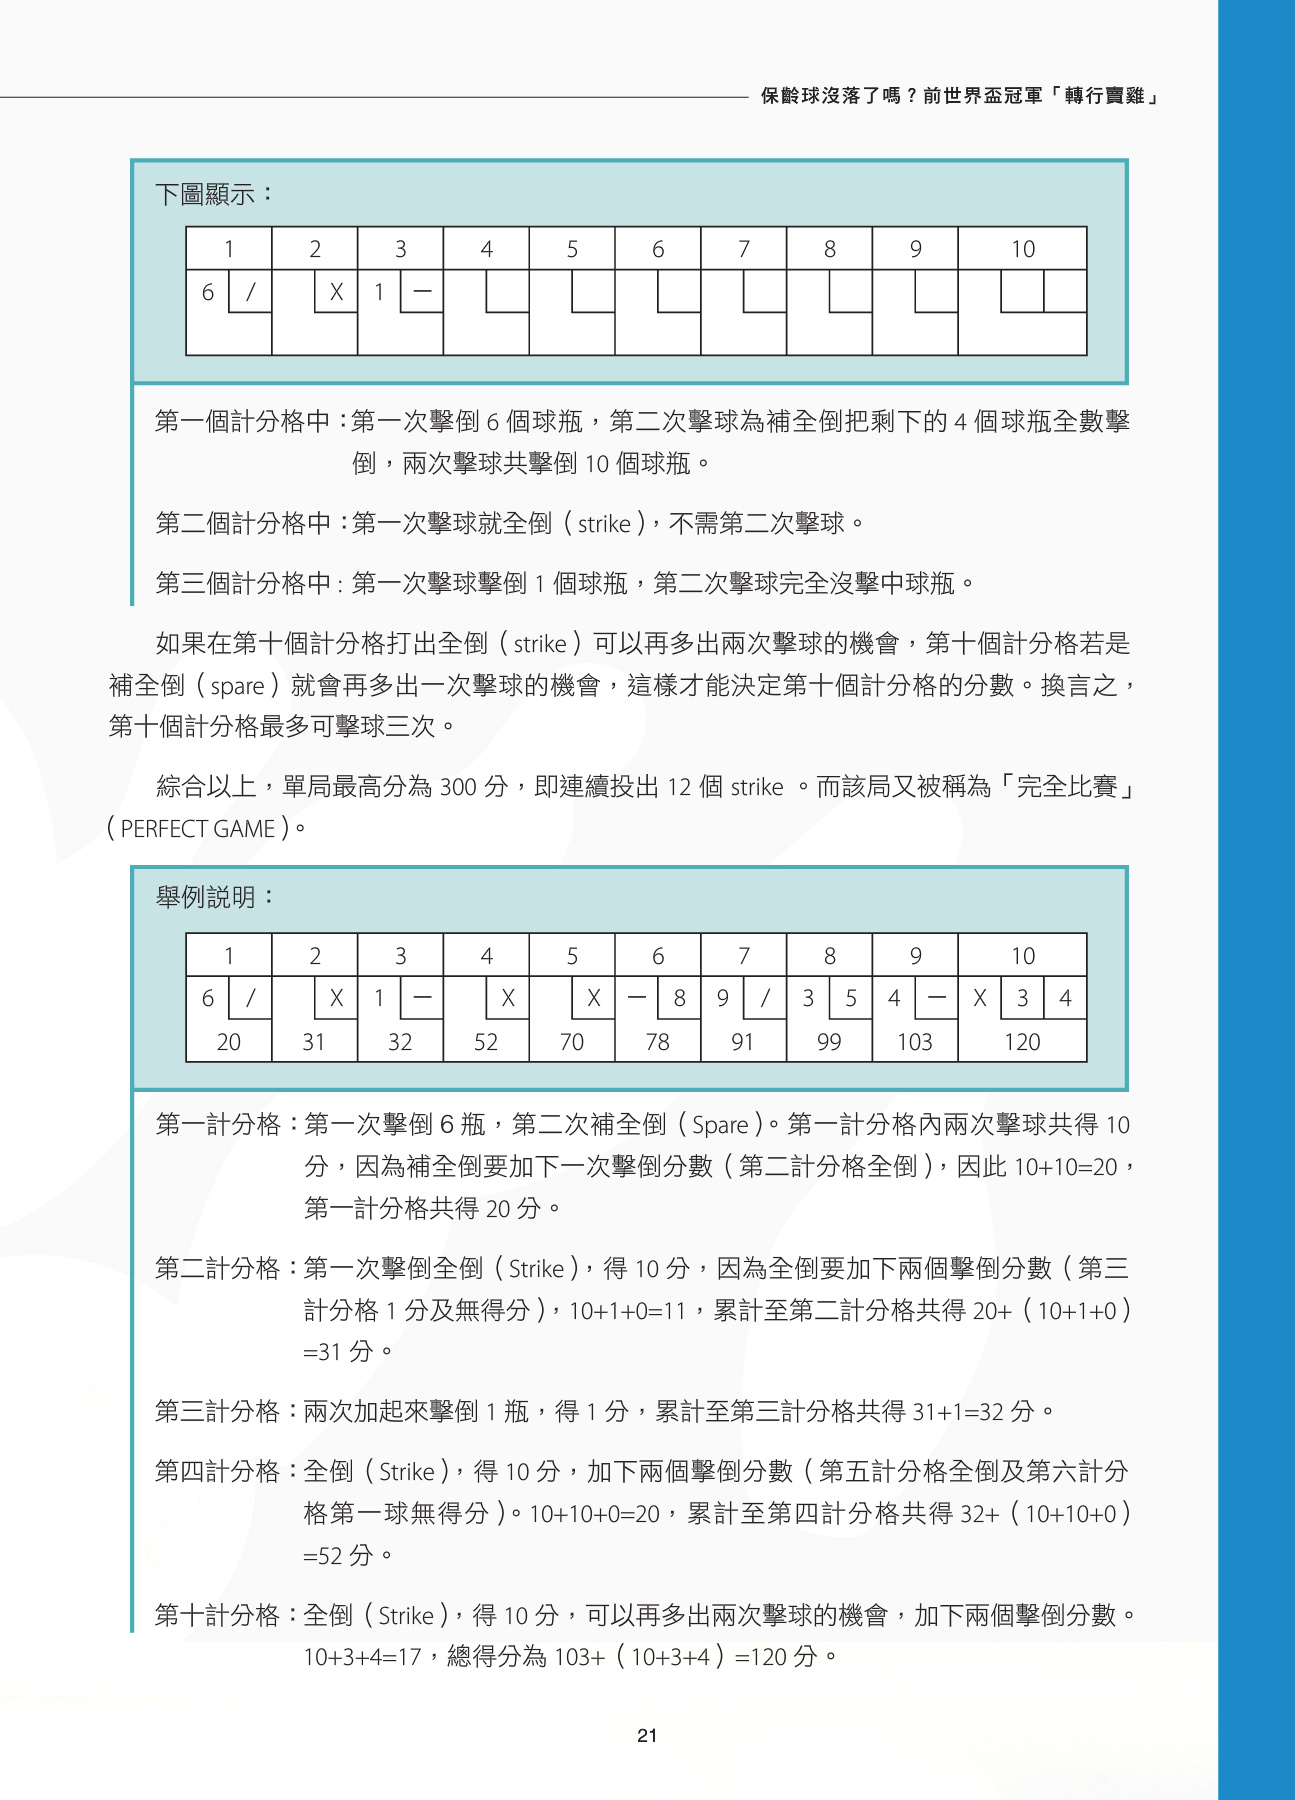 保齡球沒落了嗎？前世界盃冠軍「轉行賣雞」
下圖顯示：
1 2 3 4 5 6 7 8 9 10
6 / X 1 －
第一個計分格中：第一次擊倒 6 個球瓶，第二次擊球為補全倒把剩下的 4 個球瓶全數擊
倒，兩次擊球共擊倒 10 個球瓶。
第二個計分格中：第一次擊球就全倒（strike），不需第二次擊球。
第三個計分格中：第一次擊球擊倒 1 個球瓶，第二次擊球完全沒擊中球瓶。
如果在第十個計分格打出全倒（strike）可以再多出兩次擊球的機會，第十個計分格若是
補全倒（spare）就會再多出一次擊球的機會，這樣才能決定第十個計分格的分數。換言之，
第十個計分格最多可擊球三次。
綜合以上，單局最高分為 300 分，即連續投出 12 個 strike 。而該局又被稱為「完全比賽」
（PERFECT GAME）。
舉例說明：
1 2 3 4 5 6 7 8 9 10
6 / X 1 － X X － 8 9 / 3 5 4 － X 3 4
20 31 32 52 70 78 91 99 103 120
第一計分格：第一次擊倒 6 瓶，第二次補全倒（Spare）。第一計分格內兩次擊球共得 10
分，因為補全倒要加下一次擊倒分數（第二計分格全倒），因此 10+10=20，
第一計分格共得 20 分。
第二計分格：第一次擊倒全倒（Strike），得 10 分，因為全倒要加下兩個擊倒分數（第三
計分格 1 分及無得分），10+1+0=11，累計至第二計分格共得 20+（10+1+0）
=31 分。
第三計分格：兩次加起來擊倒 1 瓶，得 1 分，累計至第三計分格共得 31+1=32 分。
第四計分格：全倒（Strike），得 10 分，加下兩個擊倒分數（第五計分格全倒及第六計分
格第一球無得分）。10+10+0=20，累計至第四計分格共得 32+（10+10+0）
=52 分。
第十計分格：全倒（Strike），得 10 分，可以再多出兩次擊球的機會，加下兩個擊倒分數。
10+3+4=17，總得分為 103+（10+3+4）=120 分。
21